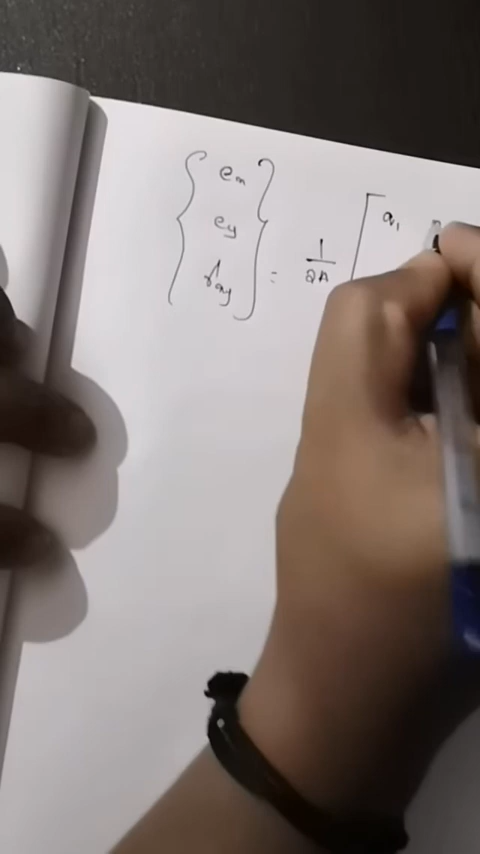 { e_x
e_y
γ_xy } = 1/2A [ a_1